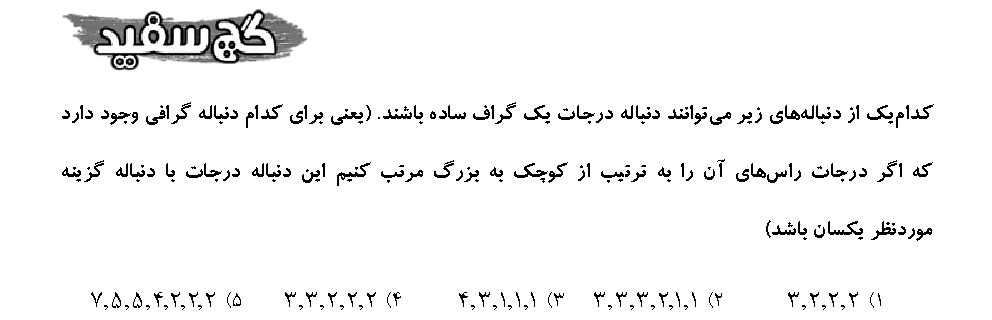 گچ سفید
کدام‌یک از دنباله‌های زیر می‌توانند دنباله درجات یک گراف ساده باشند. (یعنی برای کدام دنباله گرافی وجود دارد
که اگر درجات راس‌های آن را به ترتیب از کوچک به بزرگ مرتب کنیم این دنباله درجات با دنباله گزینه
موردنظر یکسان باشد)
۱) ۳,۲,۲,۲ ۲) ۳,۳,۳,۲,۱,۱ ۳) ۴,۳,۱,۱,۱ ۴) ۳,۳,۲,۲,۲ ۵) ۷,۵,۵,۴,۲,۲,۲